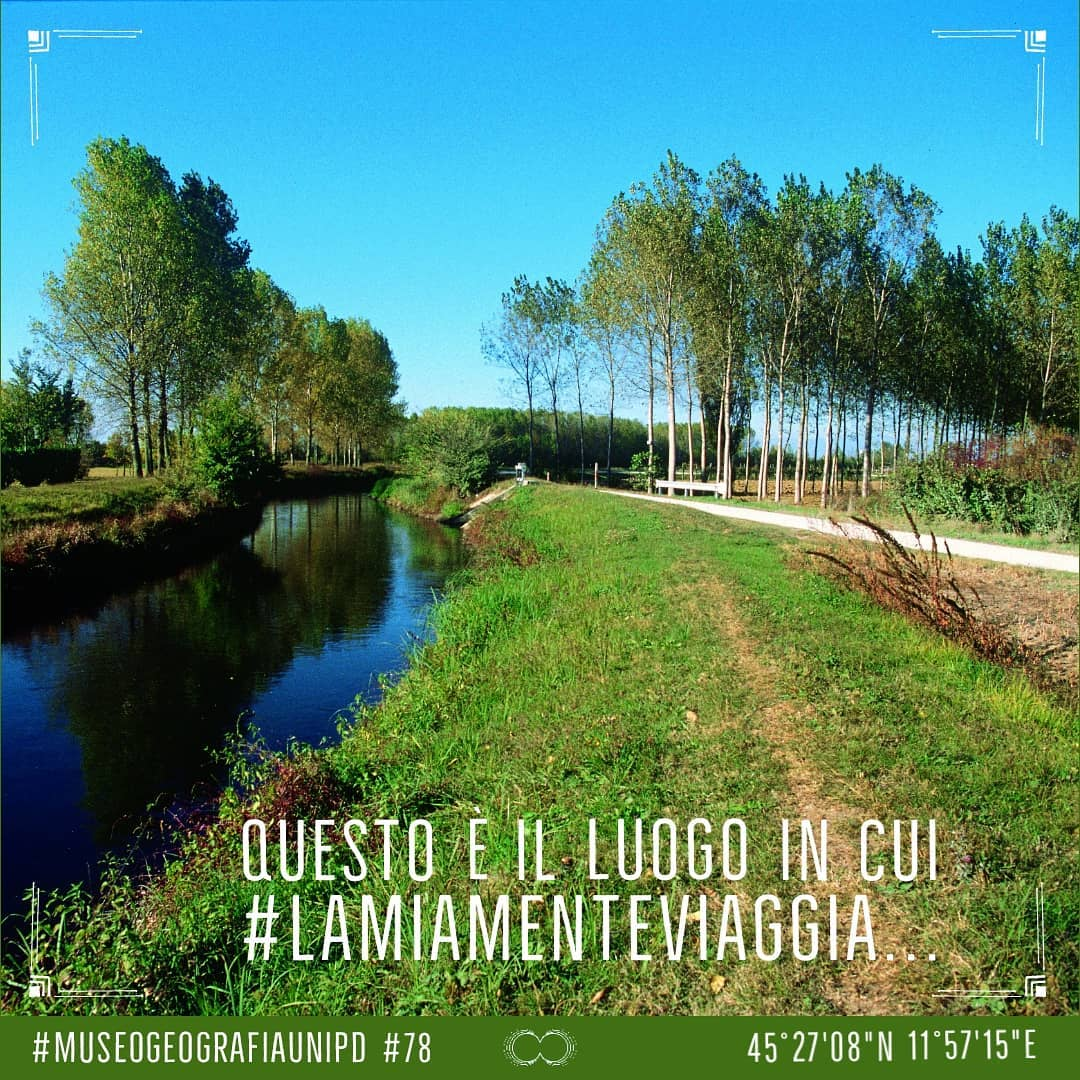 QUESTO È IL LUOGO IN CUI
#LAMIAMENTEVIAGGIA...
#MUSEOGEOGRAFIAUNIPD #78
45°27'08"N 11°57'15"E